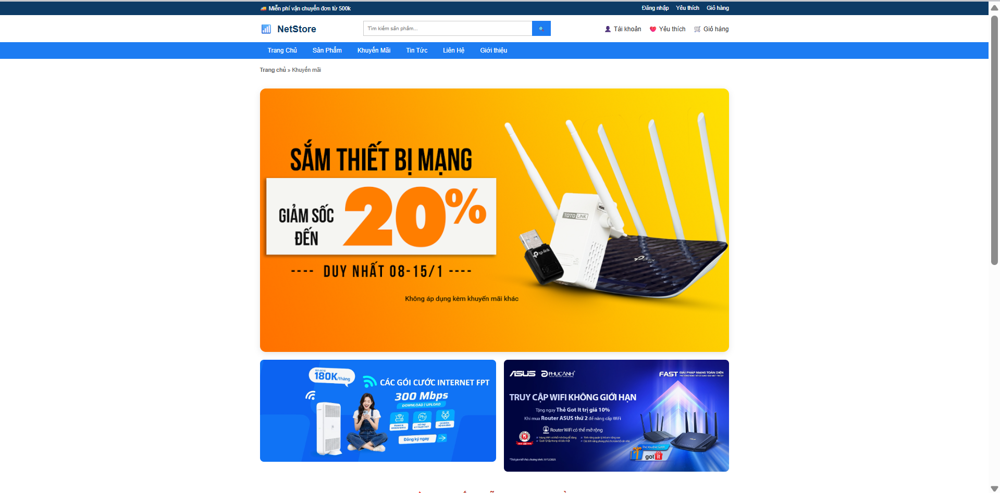 Miễn phí vận chuyển đơn từ 500k
Đăng nhập Yêu thích Giỏ hàng
NetStore
Tìm kiếm sản phẩm...
Tài khoản Yêu thích Giỏ hàng
Trang Chủ Sản Phẩm Khuyến Mãi Tin Tức Liên Hệ Giới thiệu
Trang chủ » Khuyến mãi
SẮM THIẾT BỊ MẠNG
GIẢM SỐC
ĐẾN
20%
---- DUY NHẤT 08-15/1 ----
Không áp dụng kèm khuyến mãi khác
TOTO LINK
tp-link
180K/tháng
CÁC GÓI CƯỚC INTERNET FPT
300 Mbps
DOWNLOAD / UPLOAD
Đăng ký ngay
ASUS PHUCANH
FAST GIẢI PHÁP MẠNG TOÀN DIỆN
TRUY CẬP WIFI KHÔNG GIỚI HẠN
Tặng ngay Thẻ Got It trị giá 10%
Khi mua Router ASUS thứ 2 để nâng cấp WiFi
Router WiFi có thể mở rộng
Thẻ Voucher Got It
got it